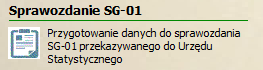 Sprawozdanie SG-01
Przygotowanie danych do sprawozdania
SG-01 przekazywanego do Urzędu
Statystycznego